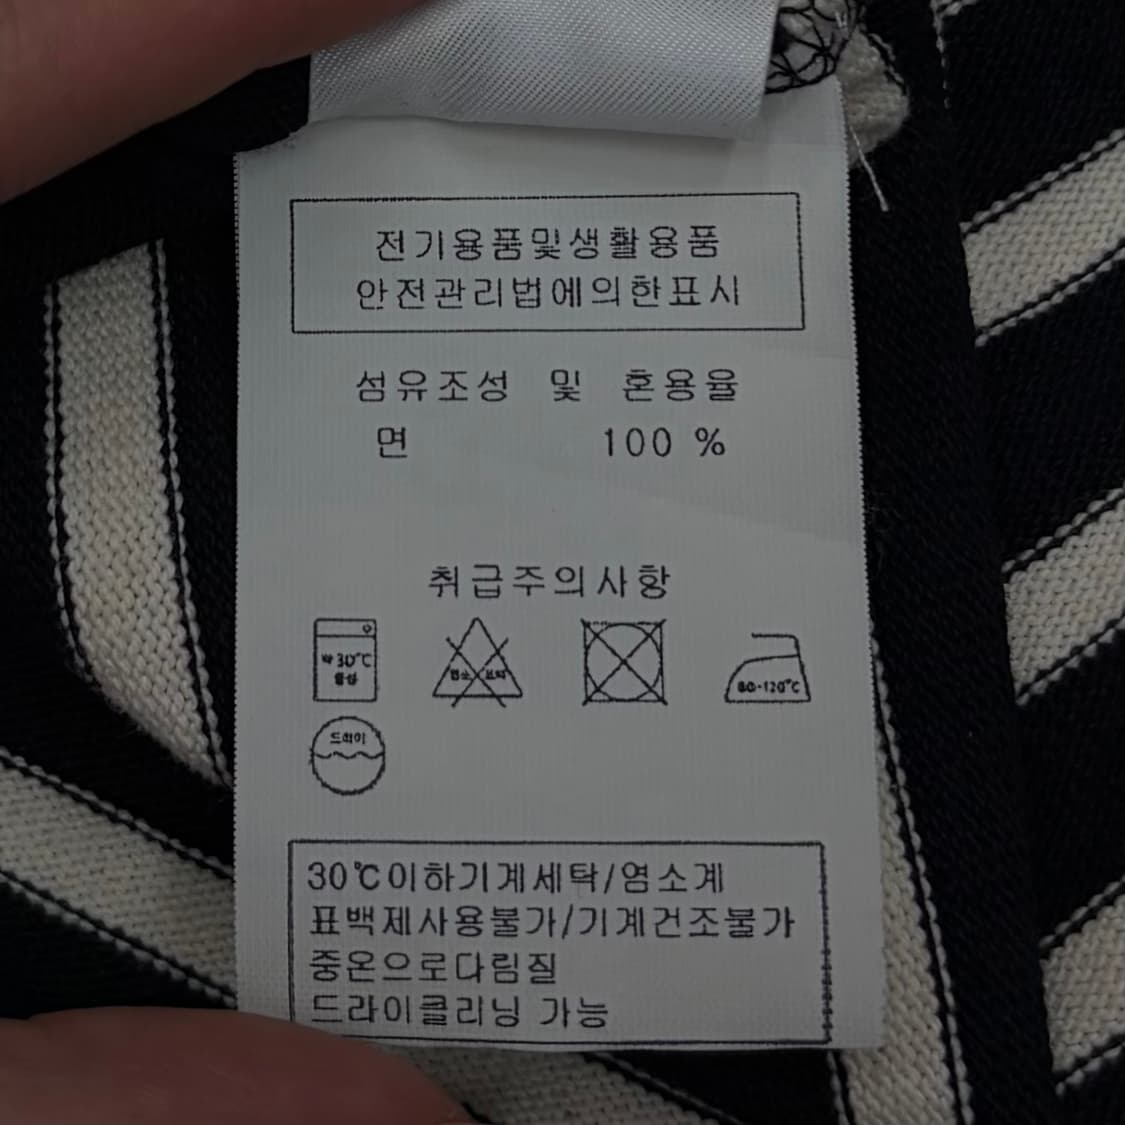 전기용품및생활용품
안전관리법에의한표시
섬유조성 및 혼용율
면 100 %
취급주의사항
약 30℃
중성
염소 표백
80-120℃
드라이
30℃이하기계세탁/염소계
표백제사용불가/기계건조불가
중온으로다림질
드라이클리닝 가능